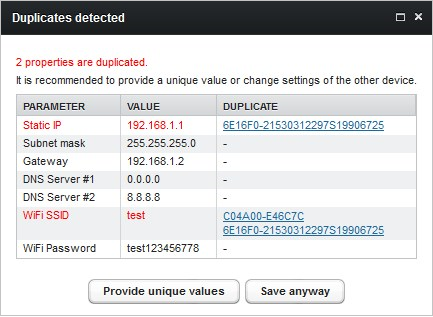 Duplicates detected
2 properties are duplicated.
It is recommended to provide a unique value or change settings of the other device.
PARAMETER VALUE DUPLICATE
Static IP 192.168.1.1 6E16F0-21530312297S19906725
Subnet mask 255.255.255.0 -
Gateway 192.168.1.2 -
DNS Server #1 0.0.0.0 -
DNS Server #2 8.8.8.8 -
WiFi SSID test C04A00-E46C7C
6E16F0-21530312297S19906725
WiFi Password test123456778 -
Provide unique values Save anyway